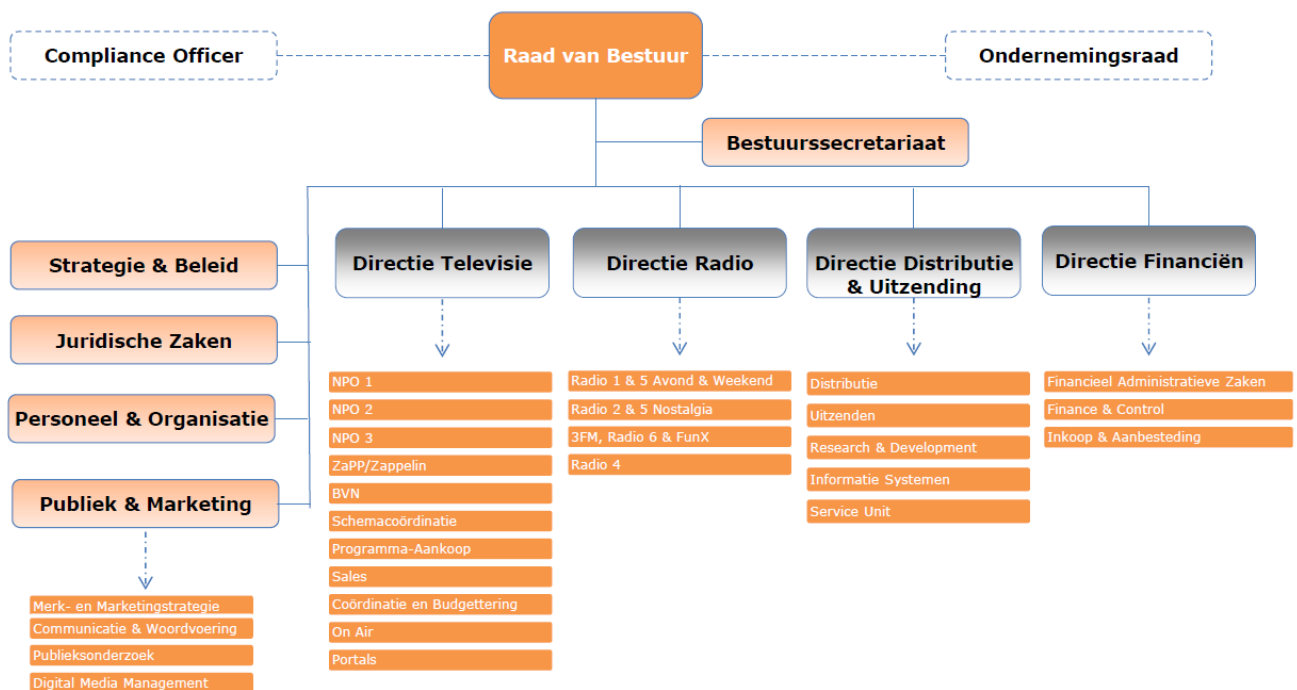 Compliance Officer
Raad van Bestuur
Ondernemingsraad
Bestuurssecretariaat
Strategie & Beleid
Juridische Zaken
Personeel & Organisatie
Publiek & Marketing
Merk- en Marketingstrategie
Communicatie & Woordvoering
Publieksonderzoek
Digital Media Management
Directie Televisie
NPO 1
NPO 2
NPO 3
ZaPP/Zappelin
BVN
Schemacoördinatie
Programma-Aankoop
Sales
Coördinatie en Budgettering
On Air
Portals
Directie Radio
Radio 1 & 5 Avond & Weekend
Radio 2 & 5 Nostalgia
3FM, Radio 6 & FunX
Radio 4
Directie Distributie
& Uitzending
Distributie
Uitzenden
Research & Development
Informatie Systemen
Service Unit
Directie Financiën
Financieel Administratieve Zaken
Finance & Control
Inkoop & Aanbesteding